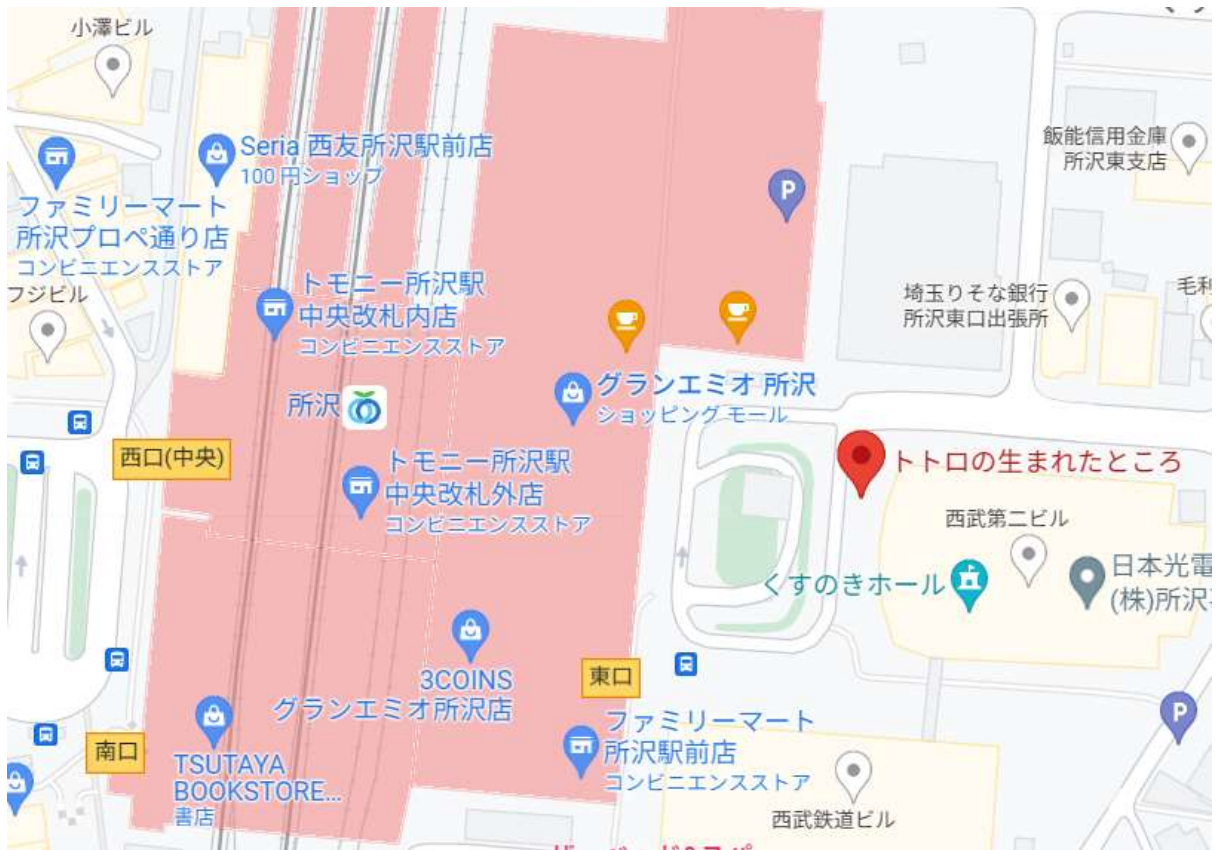 小澤ビル
Seria 西友所沢駅前店
100 円ショップ
飯能信用金庫
所沢東支店
P
ファミリーマート
所沢プロペ通り店
コンビニエンスストア
フジビル
トモニー所沢駅
中央改札内店
コンビニエンスストア
埼玉りそな銀行
所沢東口出張所
毛利
グランエミオ 所沢
ショッピング モール
所沢
西口(中央)
トモニー所沢駅
中央改札外店
コンビニエンスストア
トトロの生まれたところ
西武第二ビル
くすのきホール
日本光電
(株)所沢
3COINS
グランエミオ所沢店
東口
P
南口
TSUTAYA
BOOKSTORE...
書店
ファミリーマート
所沢駅前店
コンビニエンスストア
西武鉄道ビル